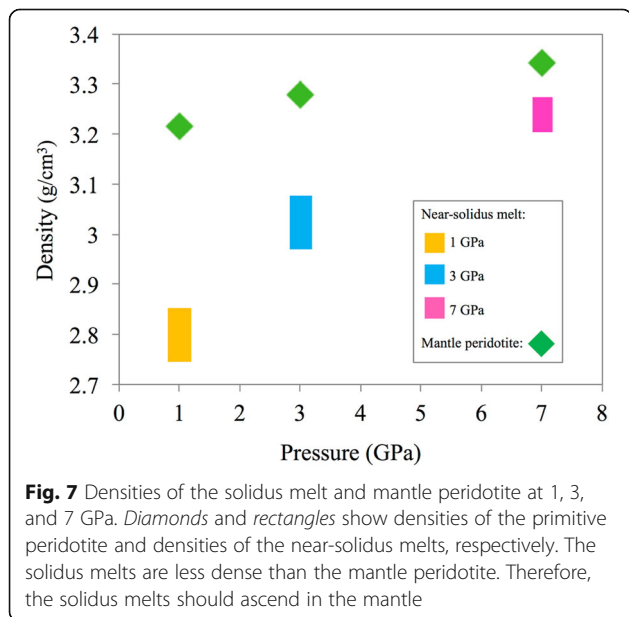 3.4
3.3
3.2
3.1
3
2.9
2.8
2.7
Density (g/cm³)
Near-solidus melt:
1 GPa
3 GPa
7 GPa
Mantle peridotite:
0 1 2 3 4 5 6 7 8
Pressure (GPa)
Fig. 7 Densities of the solidus melt and mantle peridotite at 1, 3,
and 7 GPa. Diamonds and rectangles show densities of the primitive
peridotite and densities of the near-solidus melts, respectively. The
solidus melts are less dense than the mantle peridotite. Therefore,
the solidus melts should ascend in the mantle